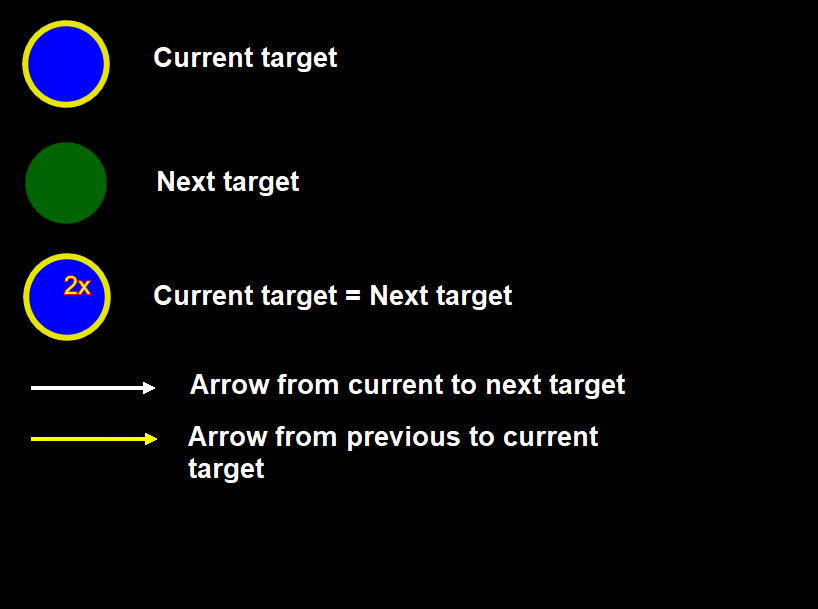 Current target
Next target
2x
Current target = Next target
Arrow from current to next target
Arrow from previous to current
target